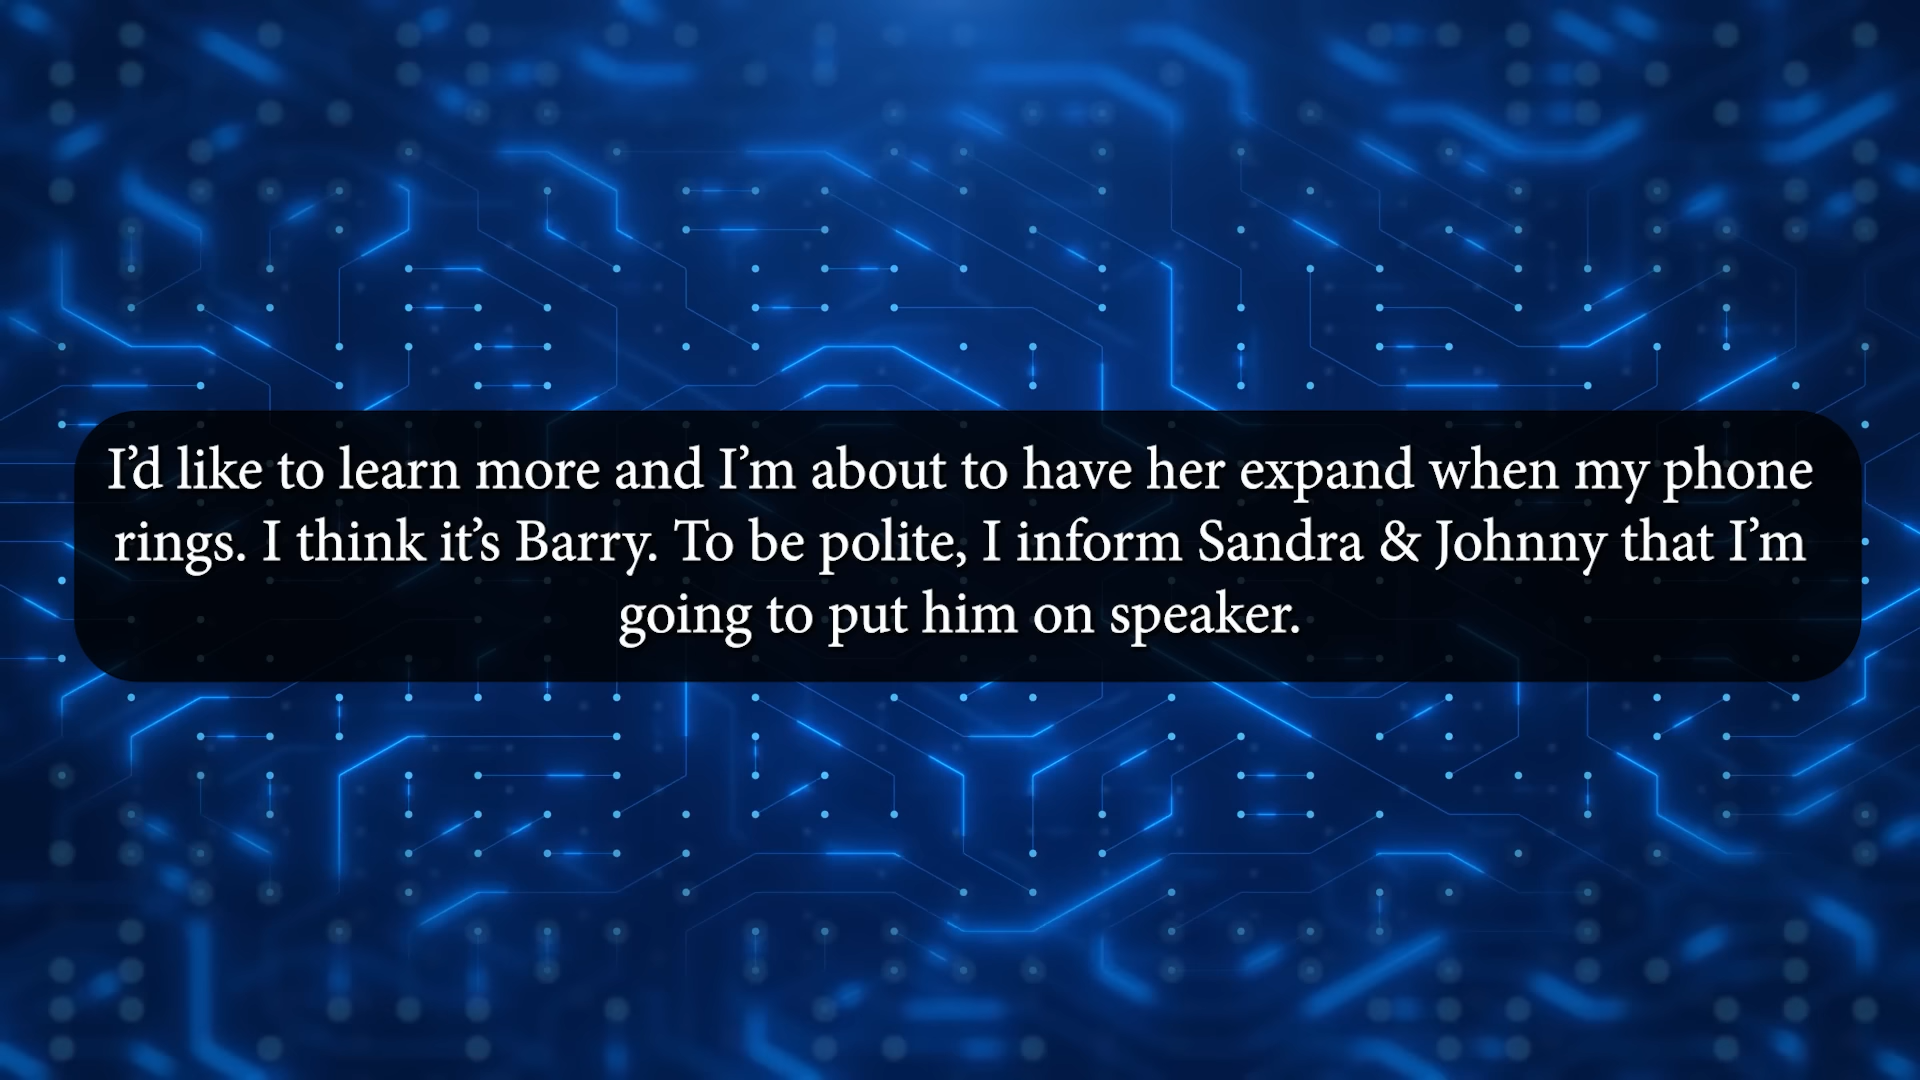 I’d like to learn more and I’m about to have her expand when my phone
rings. I think it’s Barry. To be polite, I inform Sandra & Johnny that I’m
going to put him on speaker.